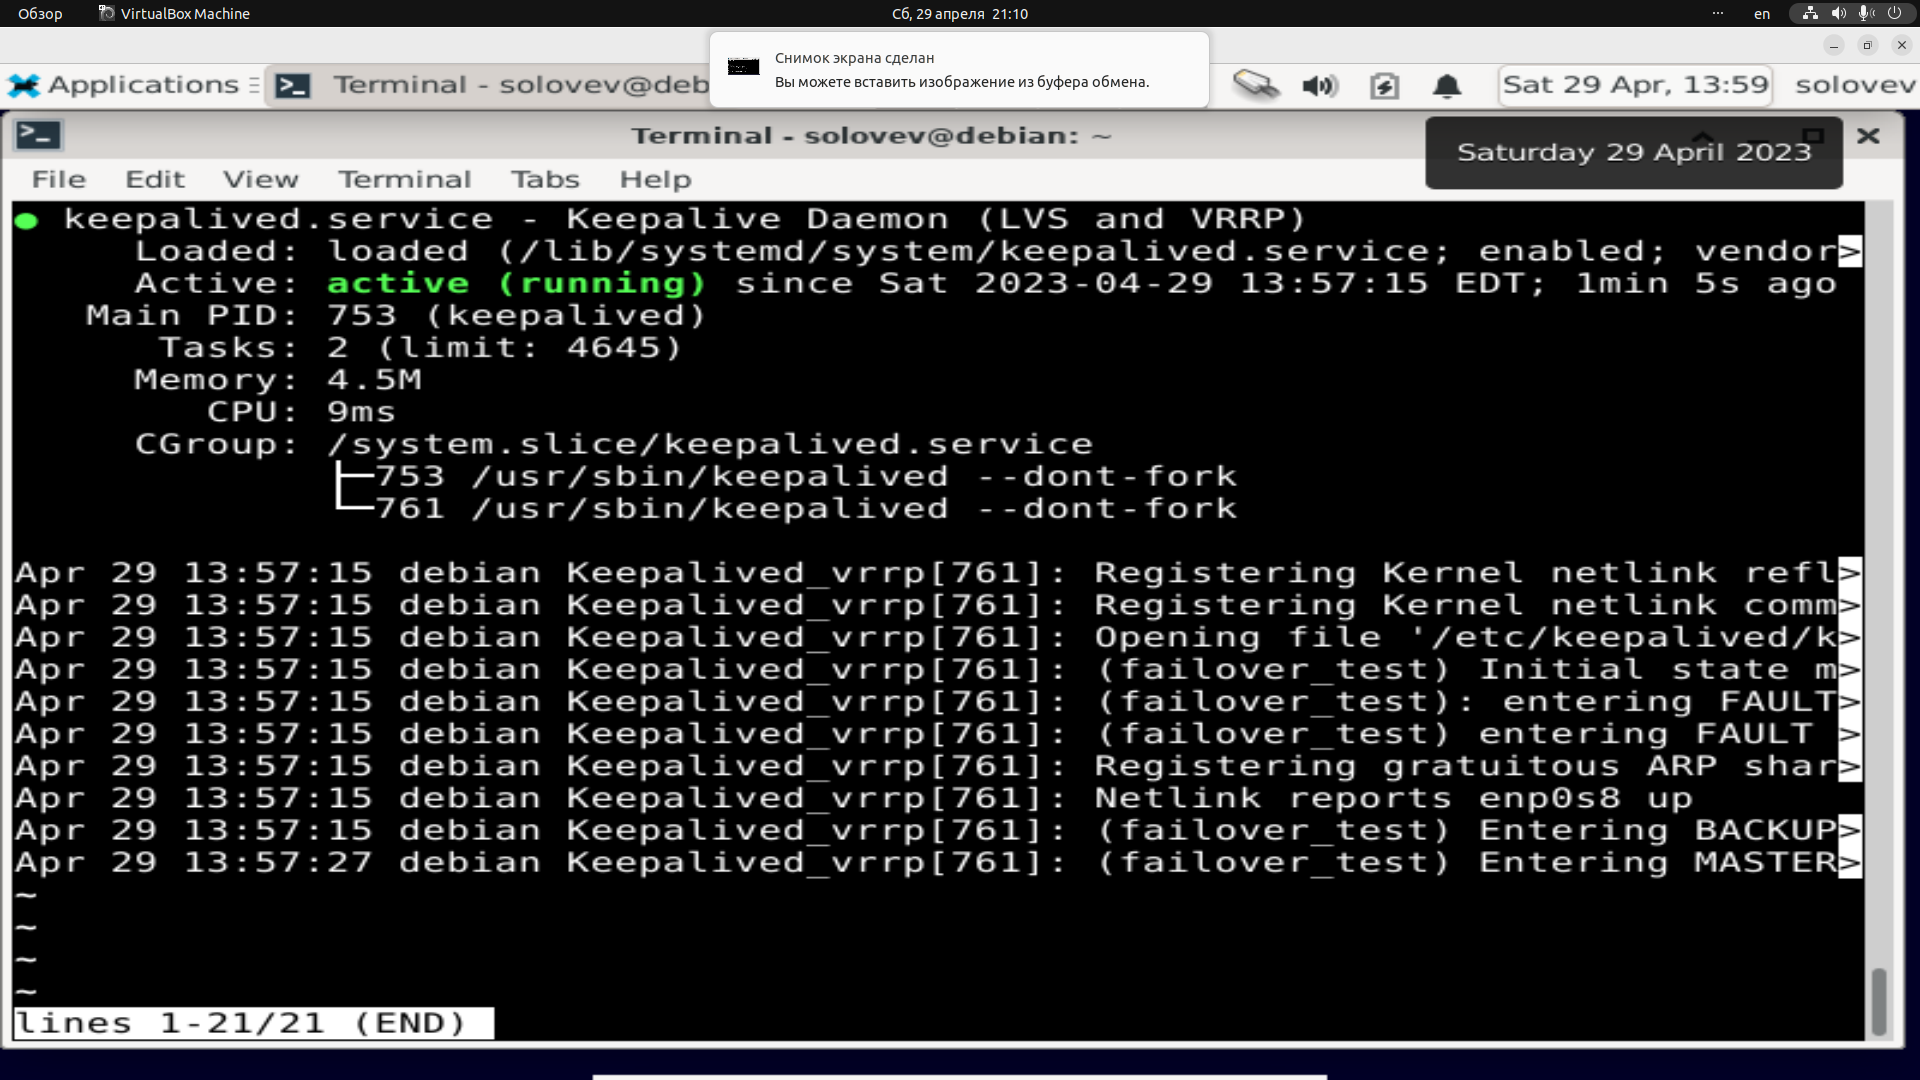 Обзор VirtualBox Machine Сб, 29 апреля 21:10 ··· en
Снимок экрана сделан
Вы можете вставить изображение из буфера обмена.
Applications Terminal - solovev@deb Sat 29 Apr, 13:59 solovev
Terminal - solovev@debian: ~
Saturday 29 April 2023
File Edit View Terminal Tabs Help
● keepalived.service - Keepalive Daemon (LVS and VRRP)
Loaded: loaded (/lib/systemd/system/keepalived.service; enabled; vendor>
Active: active (running) since Sat 2023-04-29 13:57:15 EDT; 1min 5s ago
Main PID: 753 (keepalived)
Tasks: 2 (limit: 4645)
Memory: 4.5M
CPU: 9ms
CGroup: /system.slice/keepalived.service
├─753 /usr/sbin/keepalived --dont-fork
└─761 /usr/sbin/keepalived --dont-fork
Apr 29 13:57:15 debian Keepalived_vrrp[761]: Registering Kernel netlink refl>
Apr 29 13:57:15 debian Keepalived_vrrp[761]: Registering Kernel netlink comm>
Apr 29 13:57:15 debian Keepalived_vrrp[761]: Opening file '/etc/keepalived/k>
Apr 29 13:57:15 debian Keepalived_vrrp[761]: (failover_test) Initial state m>
Apr 29 13:57:15 debian Keepalived_vrrp[761]: (failover_test): entering FAULT>
Apr 29 13:57:15 debian Keepalived_vrrp[761]: (failover_test) entering FAULT >
Apr 29 13:57:15 debian Keepalived_vrrp[761]: Registering gratuitous ARP shar>
Apr 29 13:57:15 debian Keepalived_vrrp[761]: Netlink reports enp0s8 up
Apr 29 13:57:15 debian Keepalived_vrrp[761]: (failover_test) Entering BACKUP>
Apr 29 13:57:27 debian Keepalived_vrrp[761]: (failover_test) Entering MASTER>
~
~
~
~
lines 1-21/21 (END)